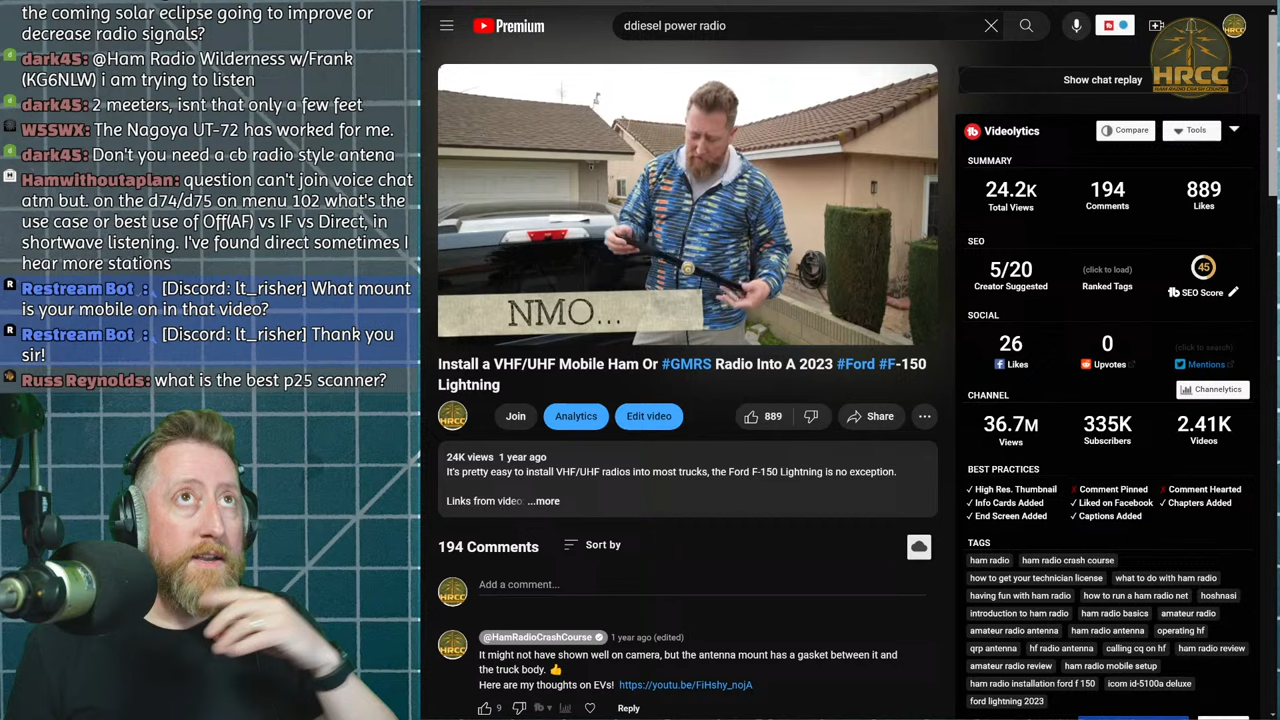 the coming solar eclipse going to improve or
decrease radio signals?
dark4S: @Ham Radio Wilderness w/Frank
(KG6NLW) i am trying to listen
dark4S: 2 meters, isnt that only a few feet
WSSWX: The Nagoya UT-72 has worked for me.
dark4S: Don't you need a cb radio style antenna
Hamwithoutaplan: question can't join voice chat
atm but. on the d74/d75 on menu 102 what's the
use case or best use of Off(AF) vs IF vs Direct, in
shortwave listening. I've found direct sometimes I
hear more stations
Restream Bot : [Discord: lt_risher] What mount
is your mobile on in that video?
Restream Bot : [Discord: lt_risher] Thank you
sir!
Russ Reynolds: what is the best p25 scanner?
Premium
ddiesel power radio
HRCC
HAM RADIO CRASH COURSE
Show chat replay
NMO...
Install a VHF/UHF Mobile Ham Or #GMRS Radio Into A 2023 #Ford #F-150
Lightning
HRCC
Join
Analytics
Edit video
889
Share
24K views 1 year ago
It's pretty easy to install VHF/UHF radios into most trucks, the Ford F-150 Lightning is no exception.
Links from video
...more
194 Comments
Sort by
Add a comment...
@HamRadioCrashCourse
1 year ago (edited)
It might not have shown well on camera, but the antenna mount has a gasket between it and
the truck body. 👍
Here are my thoughts on EVs! https://youtu.be/FiHshy_nojA
9
Reply
Videolytics
Compare
Tools
SUMMARY
24.2K
194
889
Total Views
Comments
Likes
SEO
5/20
(click to load)
45
Creator Suggested
Ranked Tags
SEO Score
SOCIAL
26
0
(click to search)
Likes
Upvotes
Mentions
Channelytics
CHANNEL
36.7M
335K
2.41K
Views
Subscribers
Videos
BEST PRACTICES
✓ High Res. Thumbnail
✗ Comment Pinned
✗ Comment Hearted
✓ Info Cards Added
✓ Liked on Facebook
✓ Chapters Added
✓ End Screen Added
✓ Captions Added
TAGS
ham radio
ham radio crash course
how to get your technician license
what to do with ham radio
having fun with ham radio
how to run a ham radio net
hoshnasi
introduction to ham radio
ham radio basics
amateur radio
amateur radio antenna
ham radio antenna
operating hf
qrp antenna
hf radio antenna
calling cq on hf
ham radio review
amateur radio review
ham radio mobile setup
ham radio installation ford f 150
icom id-5100a deluxe
ford lightning 2023